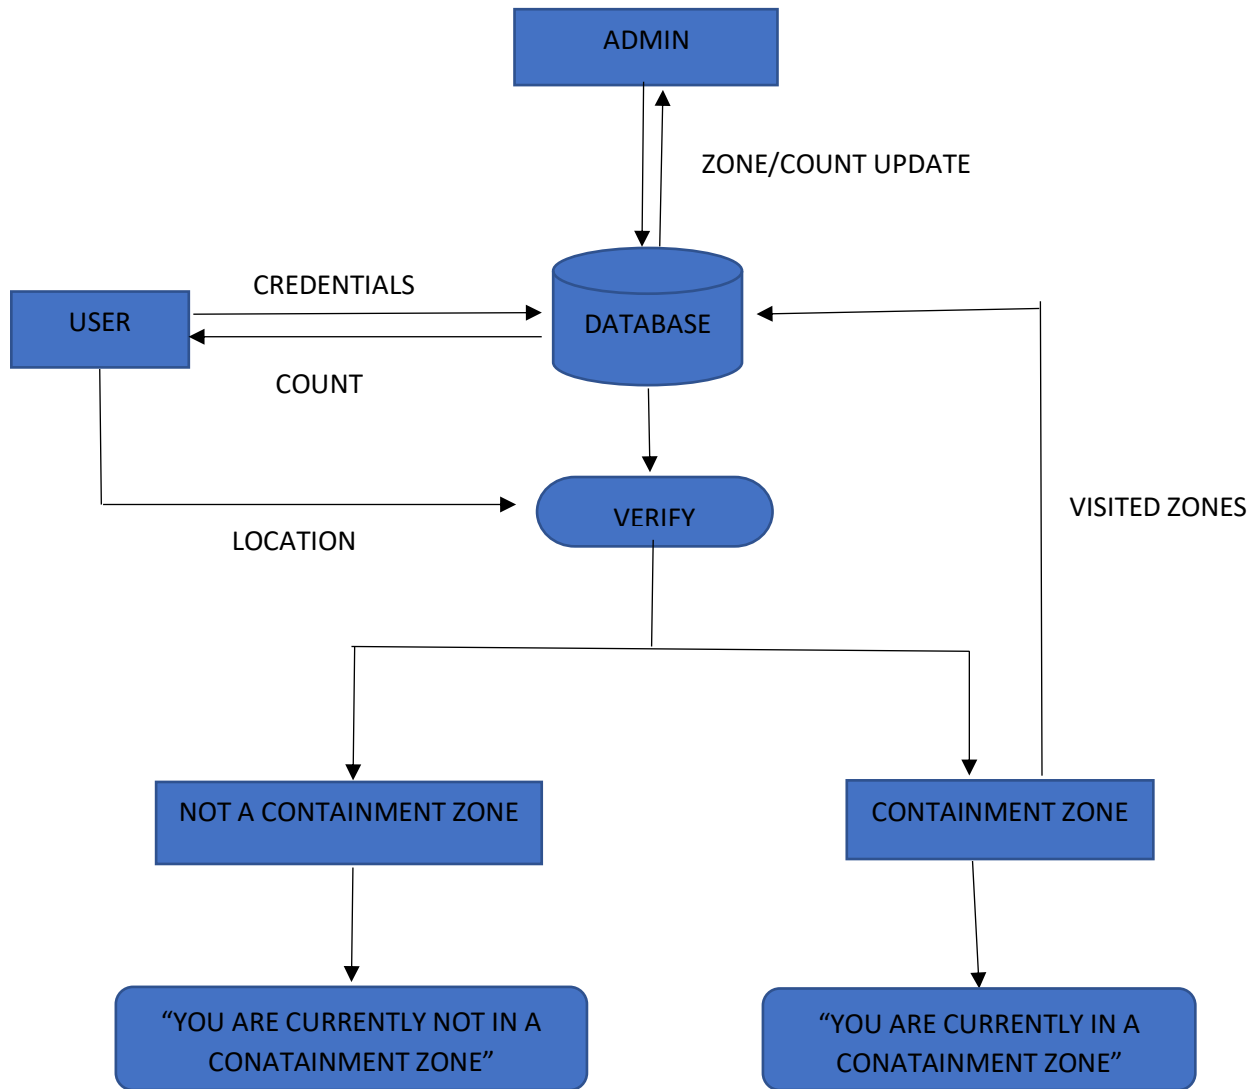 ADMIN
ZONE/COUNT UPDATE
CREDENTIALS
USER
DATABASE
COUNT
VERIFY
VISITED ZONES
LOCATION
NOT A CONTAINMENT ZONE
CONTAINMENT ZONE
“YOU ARE CURRENTLY NOT IN A
CONATAINMENT ZONE”
“YOU ARE CURRENTLY IN A
CONATAINMENT ZONE”